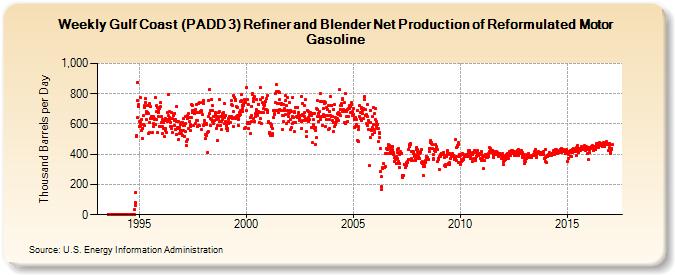 Weekly Gulf Coast (PADD 3) Refiner and Blender Net Production of Reformulated Motor
Gasoline
Thousand Barrels per Day
1,000
800
600
400
200
0
1995
2000
2005
2010
2015
Source: U.S. Energy Information Administration